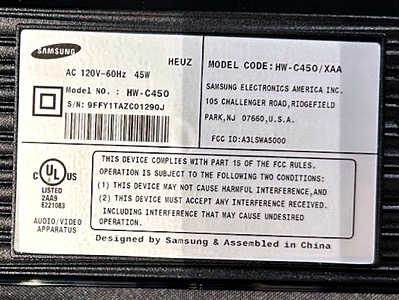 SAMSUNG
HEUZ
AC 120V~60Hz 45W
Model No. : HW-C450
S/N: 9FFY1TAZC01290J
MODEL CODE: HW-C450/XAA
SAMSUNG ELECTRONICS AMERICA INC.
105 CHALLENGER ROAD,RIDGEFIELD
PARK,NJ 07660,U.S.A.
FCC ID:A3LSWA5000
C UL US
LISTED
2AA9
E221083
AUDIO/VIDEO
APPARATUS
THIS DEVICE COMPLIES WITH PART 15 OF THE FCC RULES.
OPERATION IS SUBJECT TO THE FOLLOWING TWO CONDITIONS:
(1) THIS DEVICE MAY NOT CAUSE HARMFUL INTERFERENCE,AND
(2) THIS DEVICE MUST ACCEPT ANY INTERFERENCE RECEIVED.
INCLUDING INTERFERENCE THAT MAY CAUSE UNDESIRED
OPERATION.
Designed by Samsung & Assembled in China